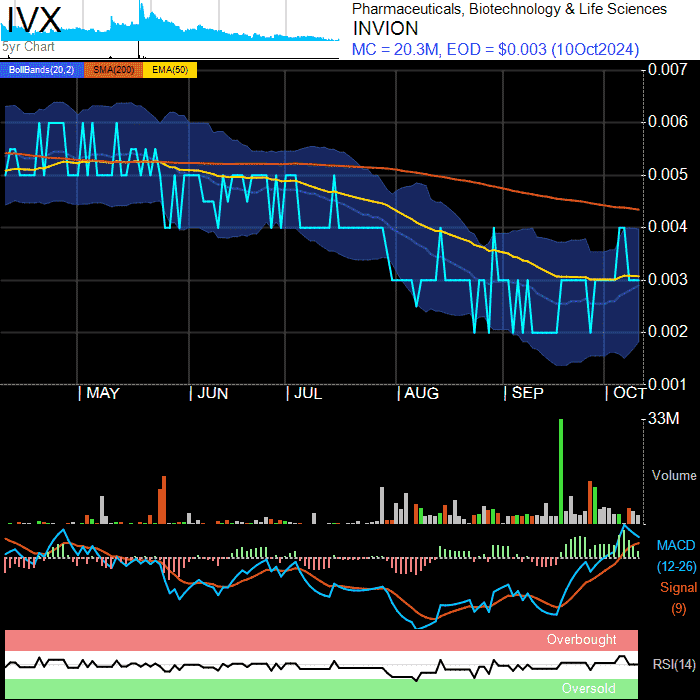 IVX
5yr Chart
Pharmaceuticals, Biotechnology & Life Sciences
INVION
MC = 20.3M, EOD = $0.003 (10Oct2024)
BollBands(20,2) SMA(200) EMA(50)
0.007
0.006
0.005
0.004
0.003
0.002
0.001
| MAY | JUN | JUL | AUG | SEP | OCT
33M
Volume
MACD
(12-26)
Signal
(9)
Overbought
RSI(14)
Oversold